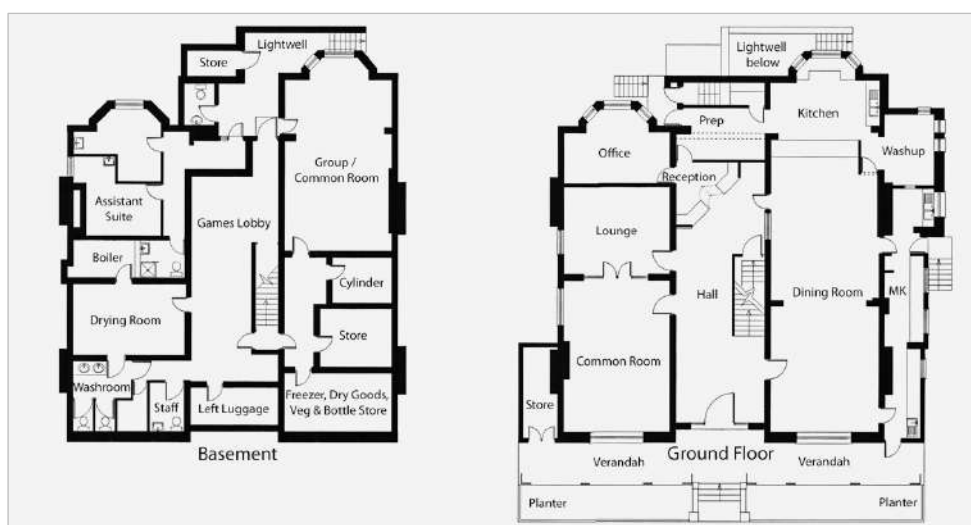 Lightwell
Store
Group /
Common Room
Assistant
Suite
Games Lobby
Boiler
Cylinder
Drying Room
Store
Washroom
Staff
Left Luggage
Freezer, Dry Goods,
Veg & Bottle Store
Basement
Lightwell
below
Kitchen
Prep
Office
Washup
Reception
Lounge
Hall
Dining Room
MK
Common Room
Store
Verandah
Ground Floor
Verandah
Planter
Planter